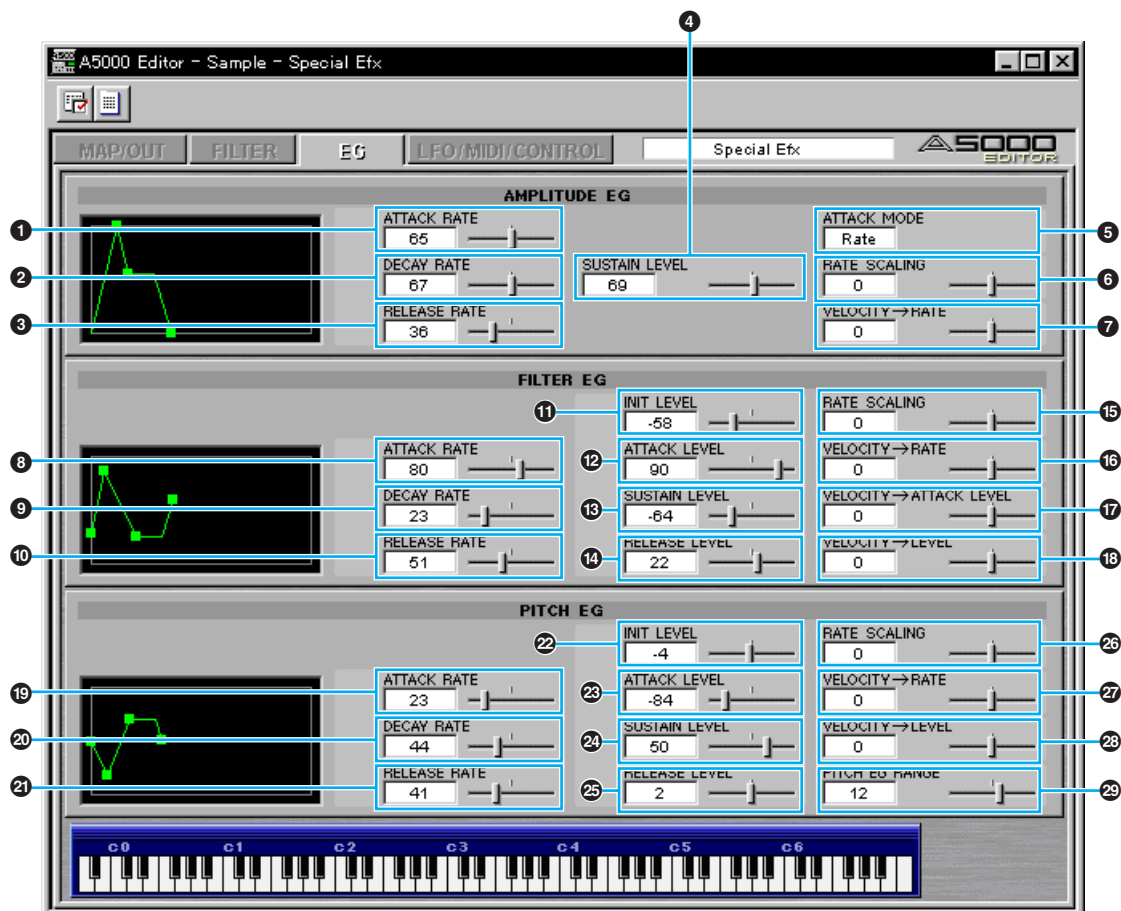 4
A5000 Editor - Sample - Special Efx
MAP/OUT FILTER EG LFO/MIDI/CONTROL Special Efx A5000
EDITOR
AMPLITUDE EG
1 ATTACK RATE
65
2 DECAY RATE
67
3 RELEASE RATE
36
SUSTAIN LEVEL
69
ATTACK MODE 5
Rate
RATE SCALING 6
0
VELOCITY→RATE 7
0
FILTER EG
8 ATTACK RATE
80
9 DECAY RATE
23
10 RELEASE RATE
51
11 INIT LEVEL
-58
12 ATTACK LEVEL
90
13 SUSTAIN LEVEL
-64
14 RELEASE LEVEL
22
RATE SCALING 15
0
VELOCITY→RATE 16
0
VELOCITY→ATTACK LEVEL 17
0
VELOCITY→LEVEL 18
0
PITCH EG
19 ATTACK RATE
23
20 DECAY RATE
44
21 RELEASE RATE
41
22 INIT LEVEL
-4
23 ATTACK LEVEL
-84
24 SUSTAIN LEVEL
50
25 RELEASE LEVEL
2
RATE SCALING 26
0
VELOCITY→RATE 27
0
VELOCITY→LEVEL 28
0
PITCH EG RANGE 29
12
c0 c1 c2 c3 c4 c5 c6